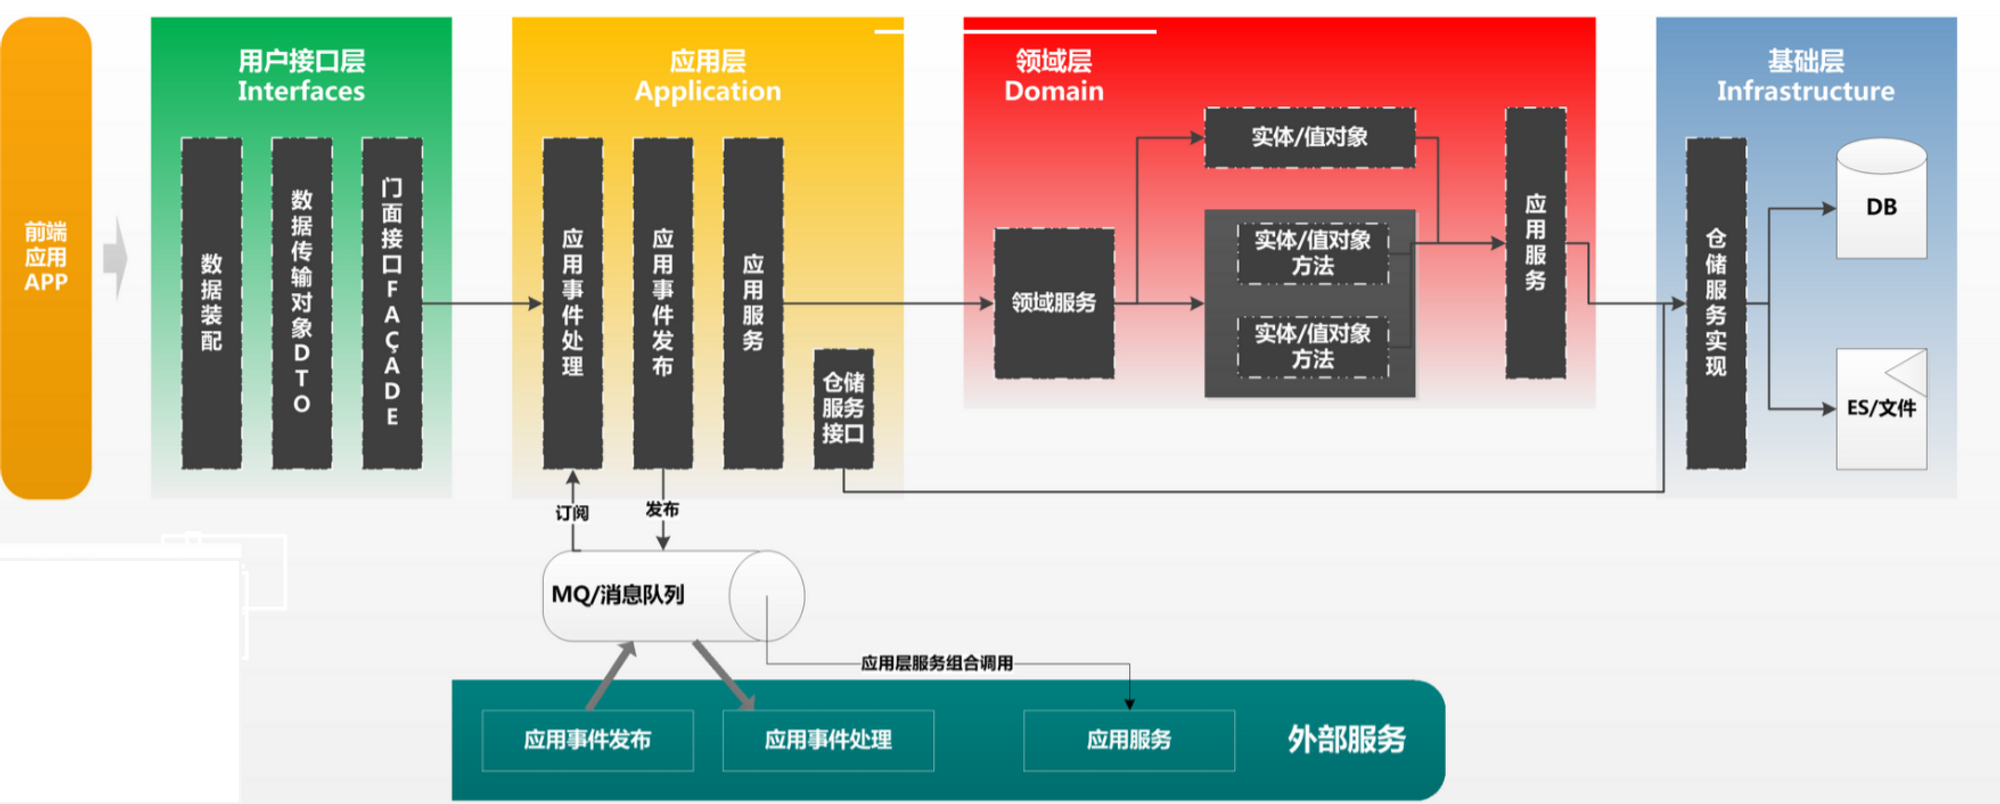 前端
应用
APP
用户接口层
Interfaces
数据装配
数据传输对象DTO
门面接口FAÇADE
应用层
Application
应用事件处理
应用事件发布
应用服务
仓储
服务
接口
领域层
Domain
领域服务
实体/值对象
实体/值对象
方法
实体/值对象
方法
应用服务
基础层
Infrastructure
仓储服务实现
DB
ES/文件
订阅
发布
MQ/消息队列
应用层服务组合调用
应用事件发布
应用事件处理
应用服务
外部服务